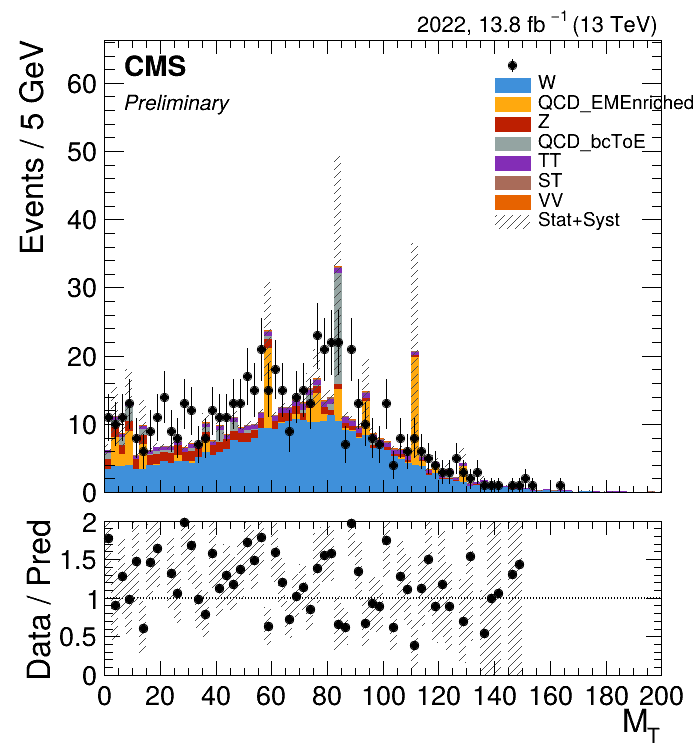 2022, 13.8 fb⁻¹ (13 TeV)
Events / 5 GeV
CMS
Preliminary
W
QCD_EMEnriched
Z
QCD_bcToE
TT
ST
VV
Stat+Syst
60
50
40
30
20
10
0
Data / Pred
2
1.5
1
0.5
0
0 20 40 60 80 100 120 140 160 180 200
M_T